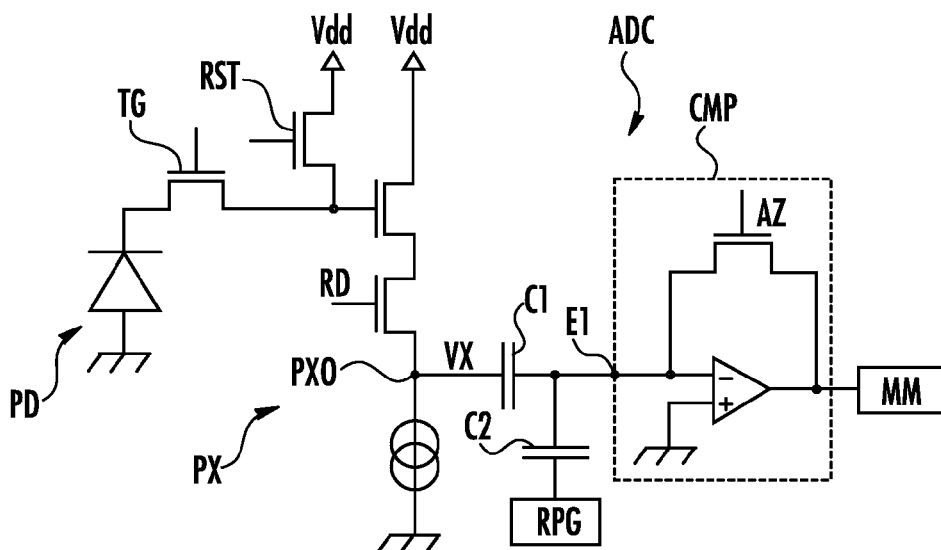 Vdd Vdd
ADC
RST
TG
CMP
AZ
RD
C1
E1
VX
PXO
PD
C2
MM
PX
RPG
− +